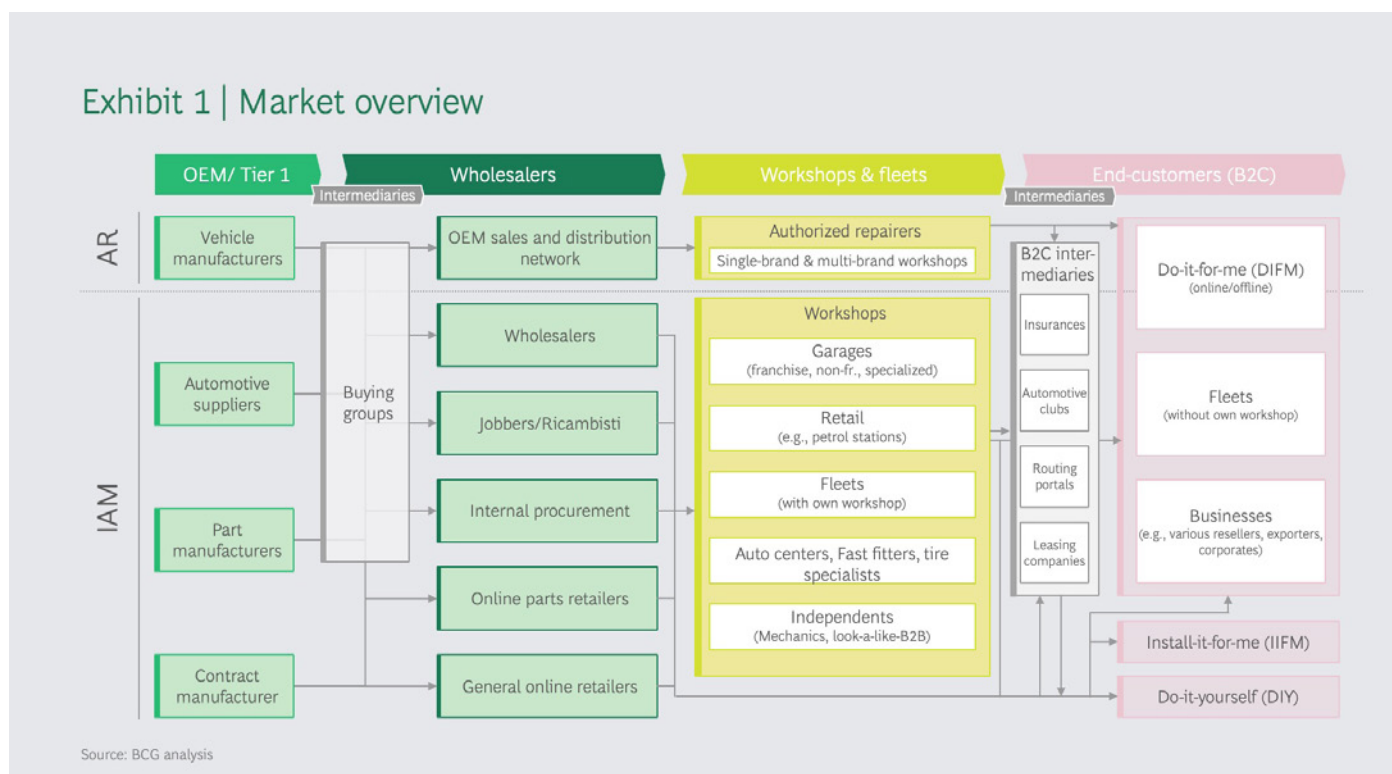 Exhibit 1 | Market overview
OEM/ Tier 1
Wholesalers
Workshops & fleets
End-customers (B2C)
Intermediaries
Intermediaries
AR
Vehicle
manufacturers
OEM sales and distribution
network
Authorized repairers
Single-brand & multi-brand workshops
B2C inter-
mediaries
Insurances
Automotive
clubs
Routing
portals
Leasing
companies
Do-it-for-me (DIFM)
(online/offline)
Fleets
(without own workshop)
Businesses
(e.g., various resellers, exporters,
corporates)
IAM
Automotive
suppliers
Part
manufacturers
Contract
manufacturer
Buying
groups
Wholesalers
Jobbers/Ricambisti
Internal procurement
Online parts retailers
General online retailers
Workshops
Garages
(franchise, non-fr., specialized)
Retail
(e.g., petrol stations)
Fleets
(with own workshop)
Auto centers, Fast fitters, tire
specialists
Independents
(Mechanics, look-a-like-B2B)
Install-it-for-me (IIFM)
Do-it-yourself (DIY)
Source: BCG analysis